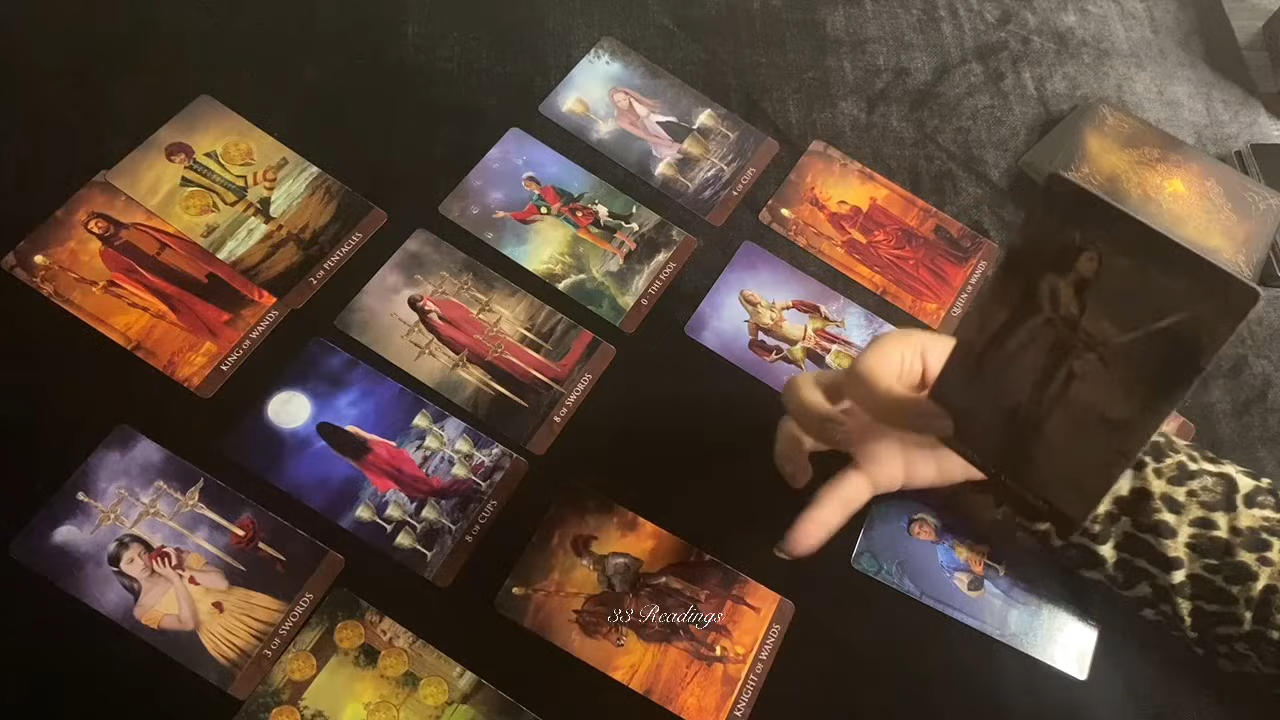 4 OF CUPS
2 OF PENTACLES
0 - THE FOOL
QUEEN OF WANDS
KING OF WANDS
8 OF SWORDS
8 OF CUPS
3 OF SWORDS
33 Readings
KNIGHT OF WANDS